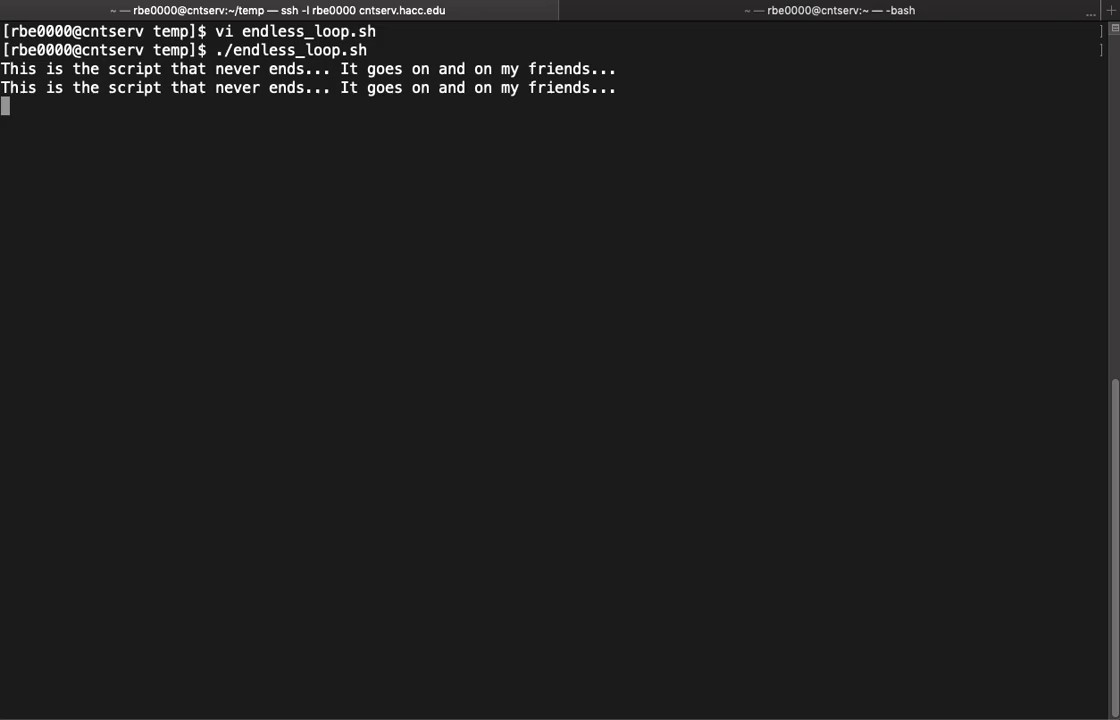 ~ — rbe0000@cntserv:~/temp — ssh -l rbe0000 cntserv.hacc.edu
~ — rbe0000@cntserv:~ — -bash
... +
[rbe0000@cntserv temp]$ vi endless_loop.sh ]
[rbe0000@cntserv temp]$ ./endless_loop.sh ]
This is the script that never ends... It goes on and on my friends...
This is the script that never ends... It goes on and on my friends...